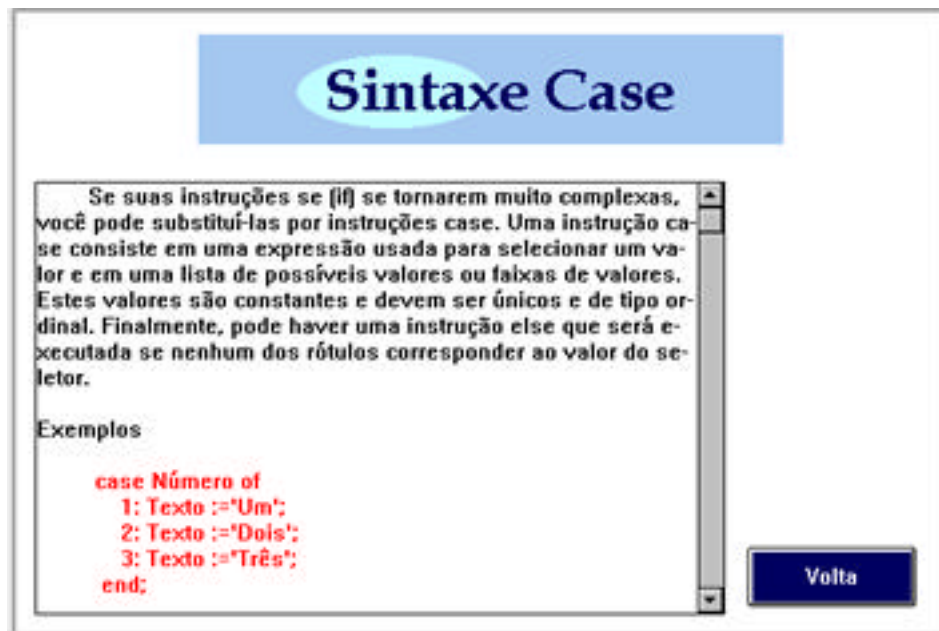 Sintaxe Case
Se suas instruções se (if) se tornarem muito complexas,
você pode substituí-las por instruções case. Uma instrução ca-
se consiste em uma expressão usada para selecionar um va-
lor e em uma lista de possíveis valores ou faixas de valores.
Estes valores são constantes e devem ser únicos e de tipo or-
dinal. Finalmente, pode haver uma instrução else que será e-
xecutada se nenhum dos rótulos corresponder ao valor do se-
letor.
Exemplos
case Número of
1: Texto :="Um";
2: Texto :="Dois";
3: Texto :="Três";
end;
Volta